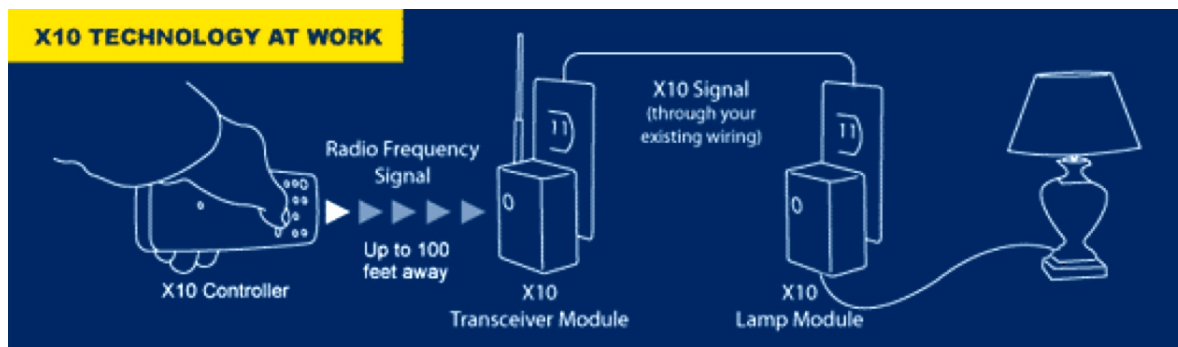 X10 TECHNOLOGY AT WORK
Radio Frequency
Signal
Up to 100
feet away
X10 Controller
X10
Transceiver Module
X10 Signal
(through your
existing wiring)
X10
Lamp Module